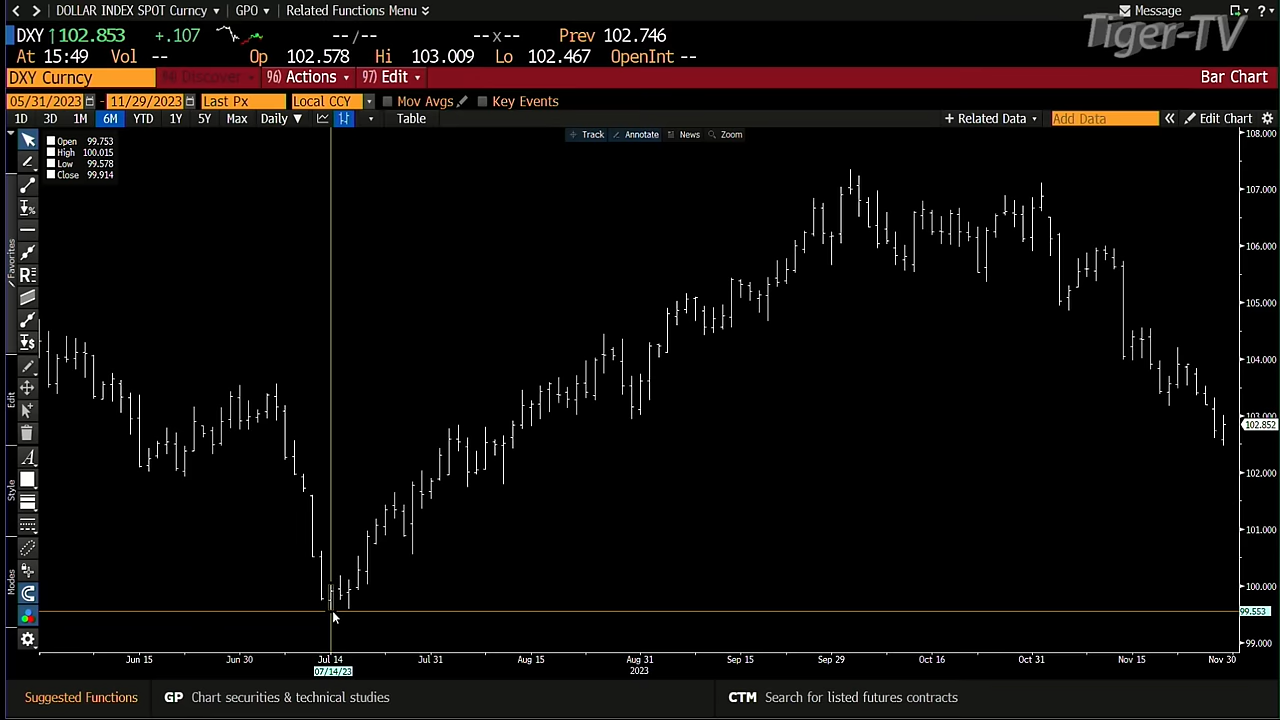 DOLLAR INDEX SPOT Curncy GPO Related Functions Menu Message
Tiger-TV
DXY 102.853 +.107 -- / -- -- x -- Prev 102.746
At 15:49 Vol -- Op 102.578 Hi 103.009 Lo 102.467 OpenInt --
DXY Curncy 94) Discover 96) Actions 97) Edit Bar Chart
05/31/2023 - 11/29/2023 Last Px Local CCY Mov Avgs Key Events
1D 3D 1M 6M YTD 1Y 5Y Max Daily Table + Related Data Add Data Edit Chart
Track Annotate News Zoom
Open 99.753
High 100.015
Low 99.578
Close 99.914
Favorites
Edit
Style
Modes
108.000
107.000
106.000
105.000
104.000
103.000
102.852
102.000
101.000
100.000
99.553
99.000
Jun 15 Jun 30 Jul 14 Jul 31 Aug 15 Aug 31 Sep 15 Sep 29 Oct 16 Oct 31 Nov 15 Nov 30
07/14/23 2023
Suggested Functions GP Chart securities & technical studies CTM Search for listed futures contracts